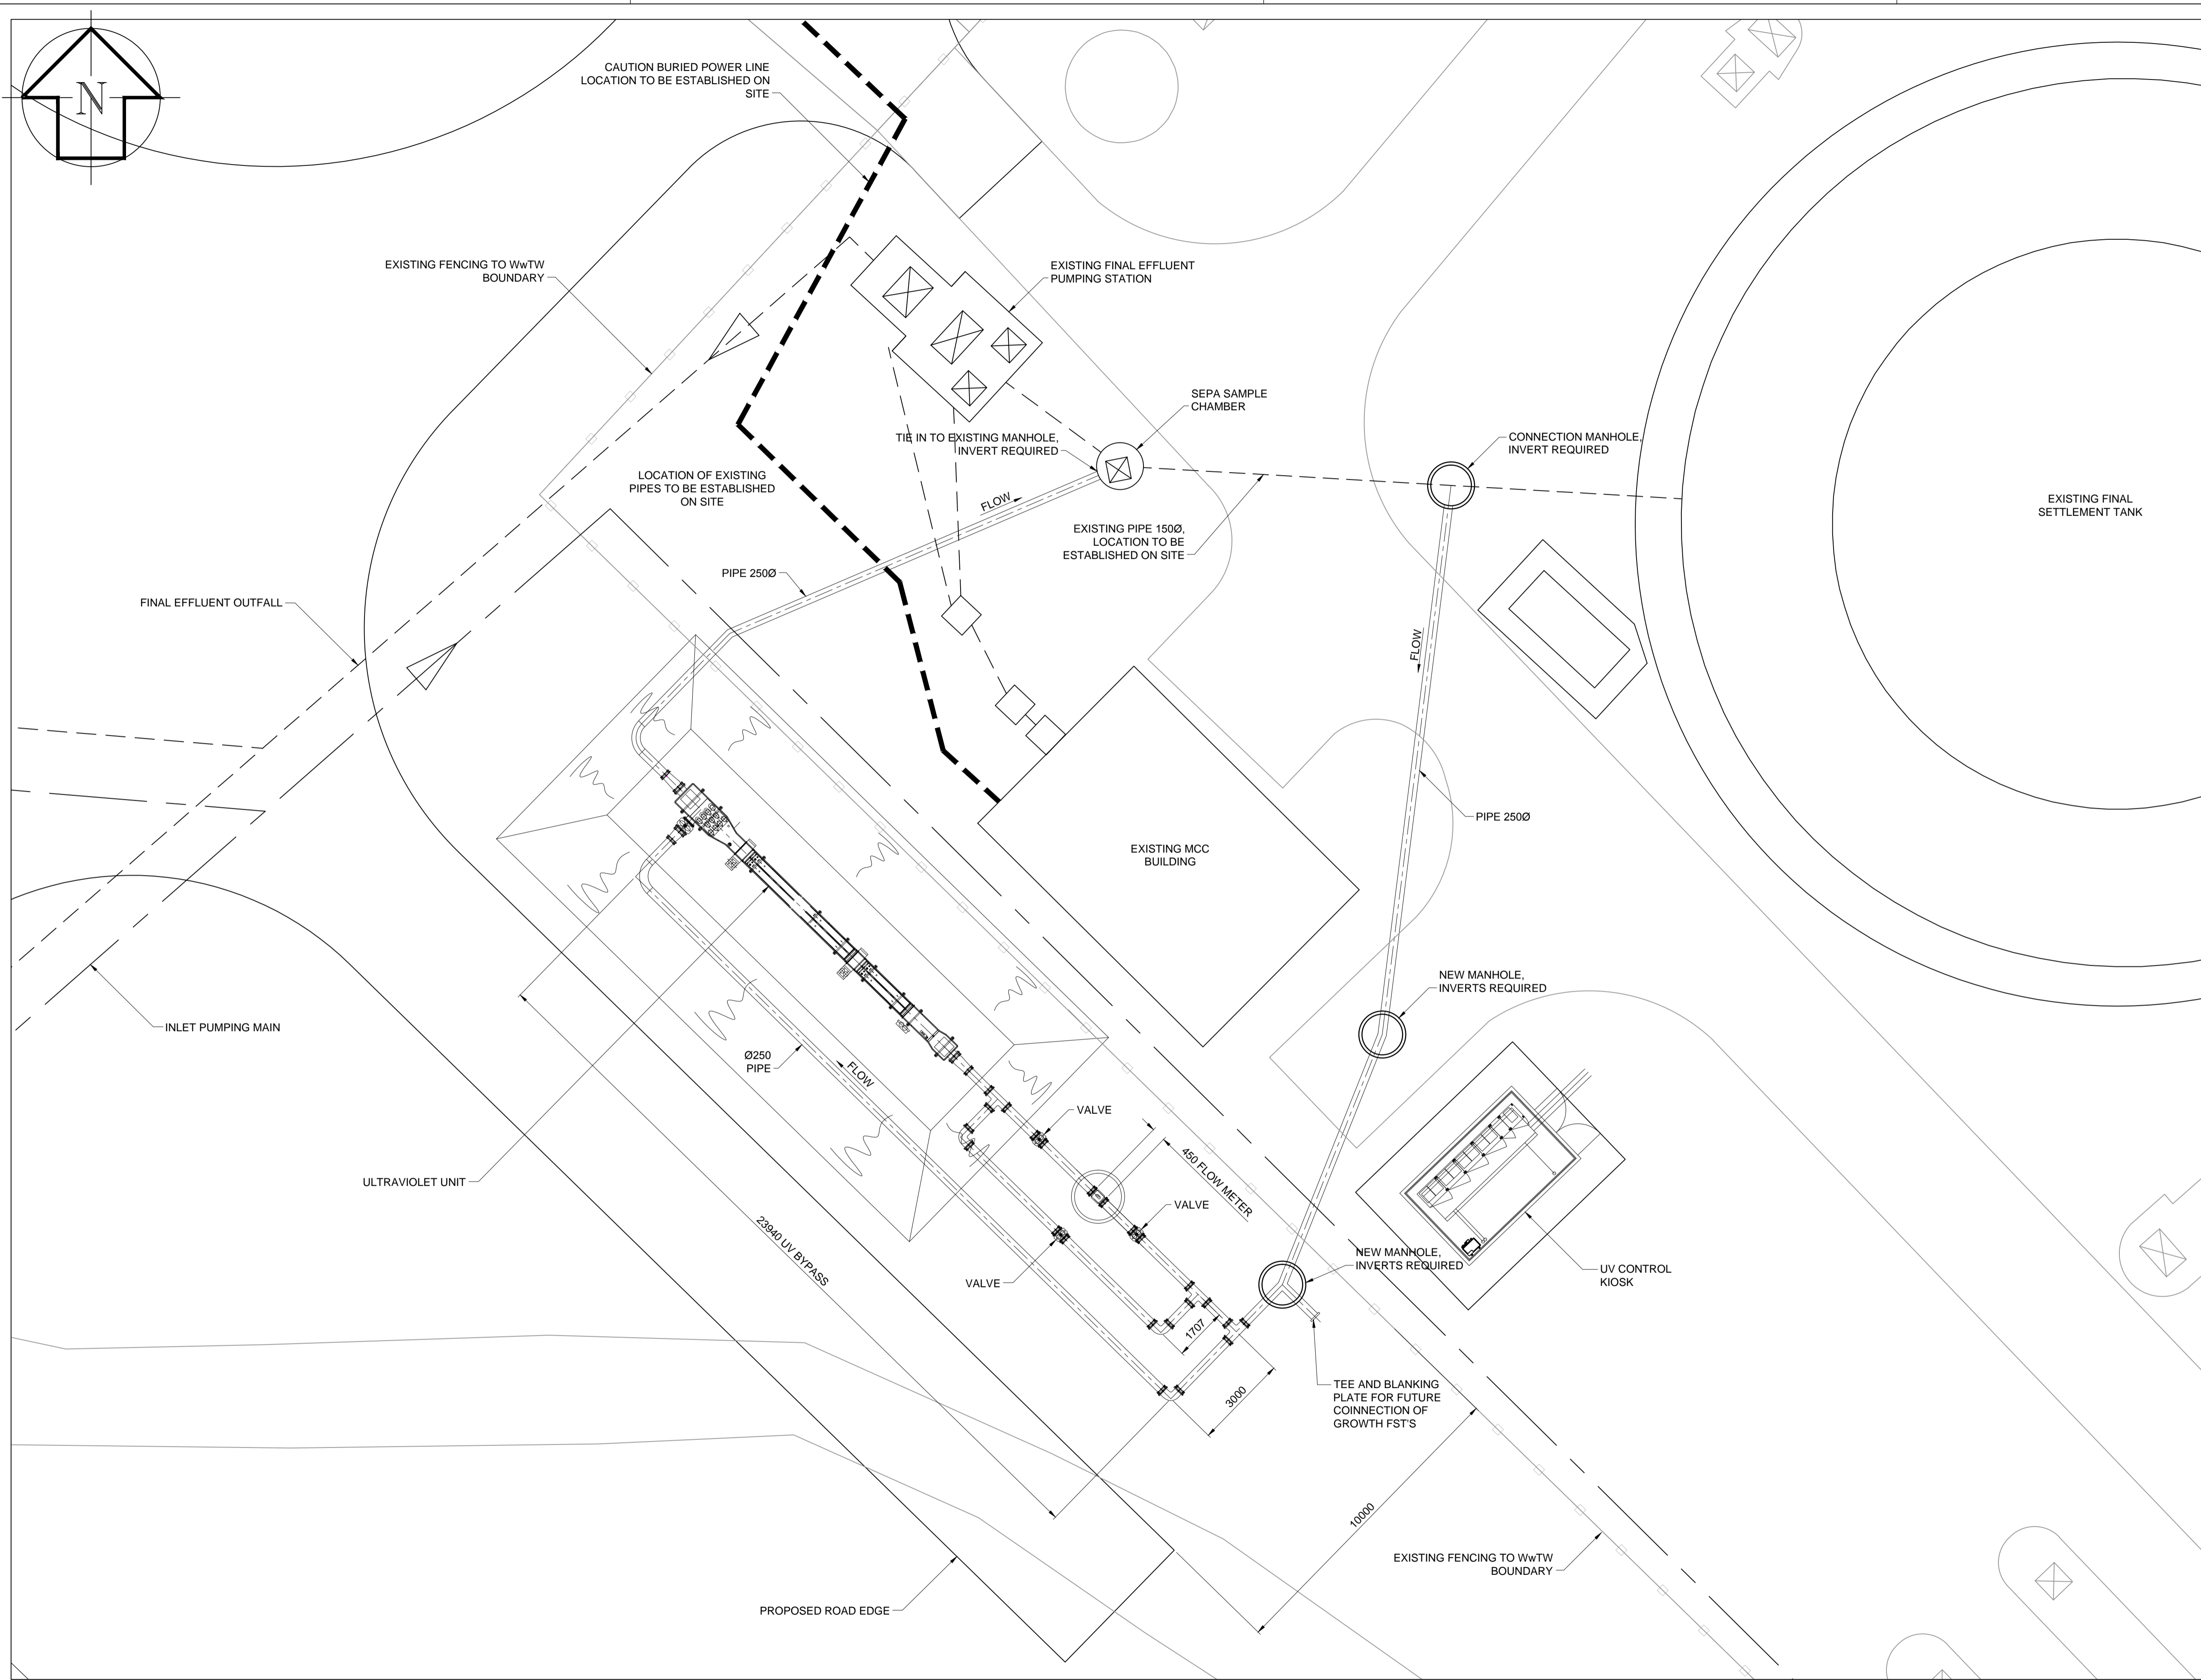 N
CAUTION BURIED POWER LINE
LOCATION TO BE ESTABLISHED ON
SITE
EXISTING FENCING TO WwTW
BOUNDARY
EXISTING FINAL EFFLUENT
PUMPING STATION
SEPA SAMPLE
CHAMBER
TIE IN TO EXISTING MANHOLE,
INVERT REQUIRED
CONNECTION MANHOLE,
INVERT REQUIRED
LOCATION OF EXISTING
PIPES TO BE ESTABLISHED
ON SITE
FLOW
EXISTING FINAL
SETTLEMENT TANK
EXISTING PIPE 150Ø,
LOCATION TO BE
ESTABLISHED ON SITE
PIPE 250Ø
FINAL EFFLUENT OUTFALL
FLOW
PIPE 250Ø
EXISTING MCC
BUILDING
NEW MANHOLE,
INVERTS REQUIRED
INLET PUMPING MAIN
Ø250
PIPE
FLOW
VALVE
450 FLOW METER
ULTRAVIOLET UNIT
VALVE
23940 UV BYPASS
NEW MANHOLE,
INVERTS REQUIRED
UV CONTROL
KIOSK
VALVE
1707
TEE AND BLANKING
PLATE FOR FUTURE
COINNECTION OF
GROWTH FST'S
3000
10000
EXISTING FENCING TO WwTW
BOUNDARY
PROPOSED ROAD EDGE